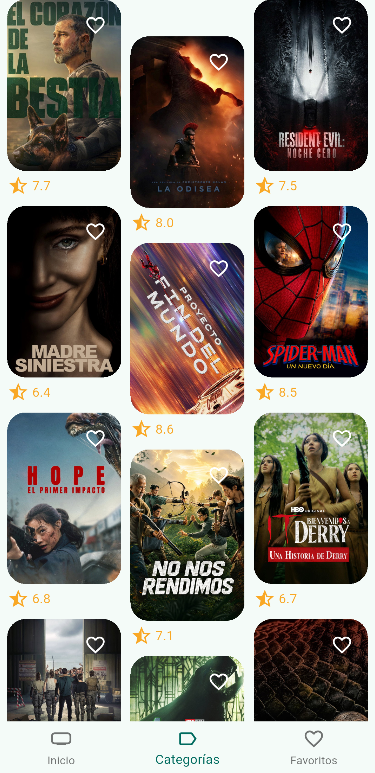 EL CORAZÓN
DE
LA
BESTIA
7.7
LA ODISEA
8.0
RESIDENT EVIL:
NOCHE CERO
7.5
MADRE
SINIESTRA
6.4
PROYECTO
FIN DEL
MUNDO
8.6
SPIDER-MAN
UN NUEVO DÍA
8.5
HOPE
EL PRIMER IMPACTO
6.8
NO NOS
RENDIMOS
7.1
HBO ORIGINAL
BIENVENIDOS A
DERRY
UNA HISTORIA DE DERRY
6.7
Inicio
Categorías
Favoritos